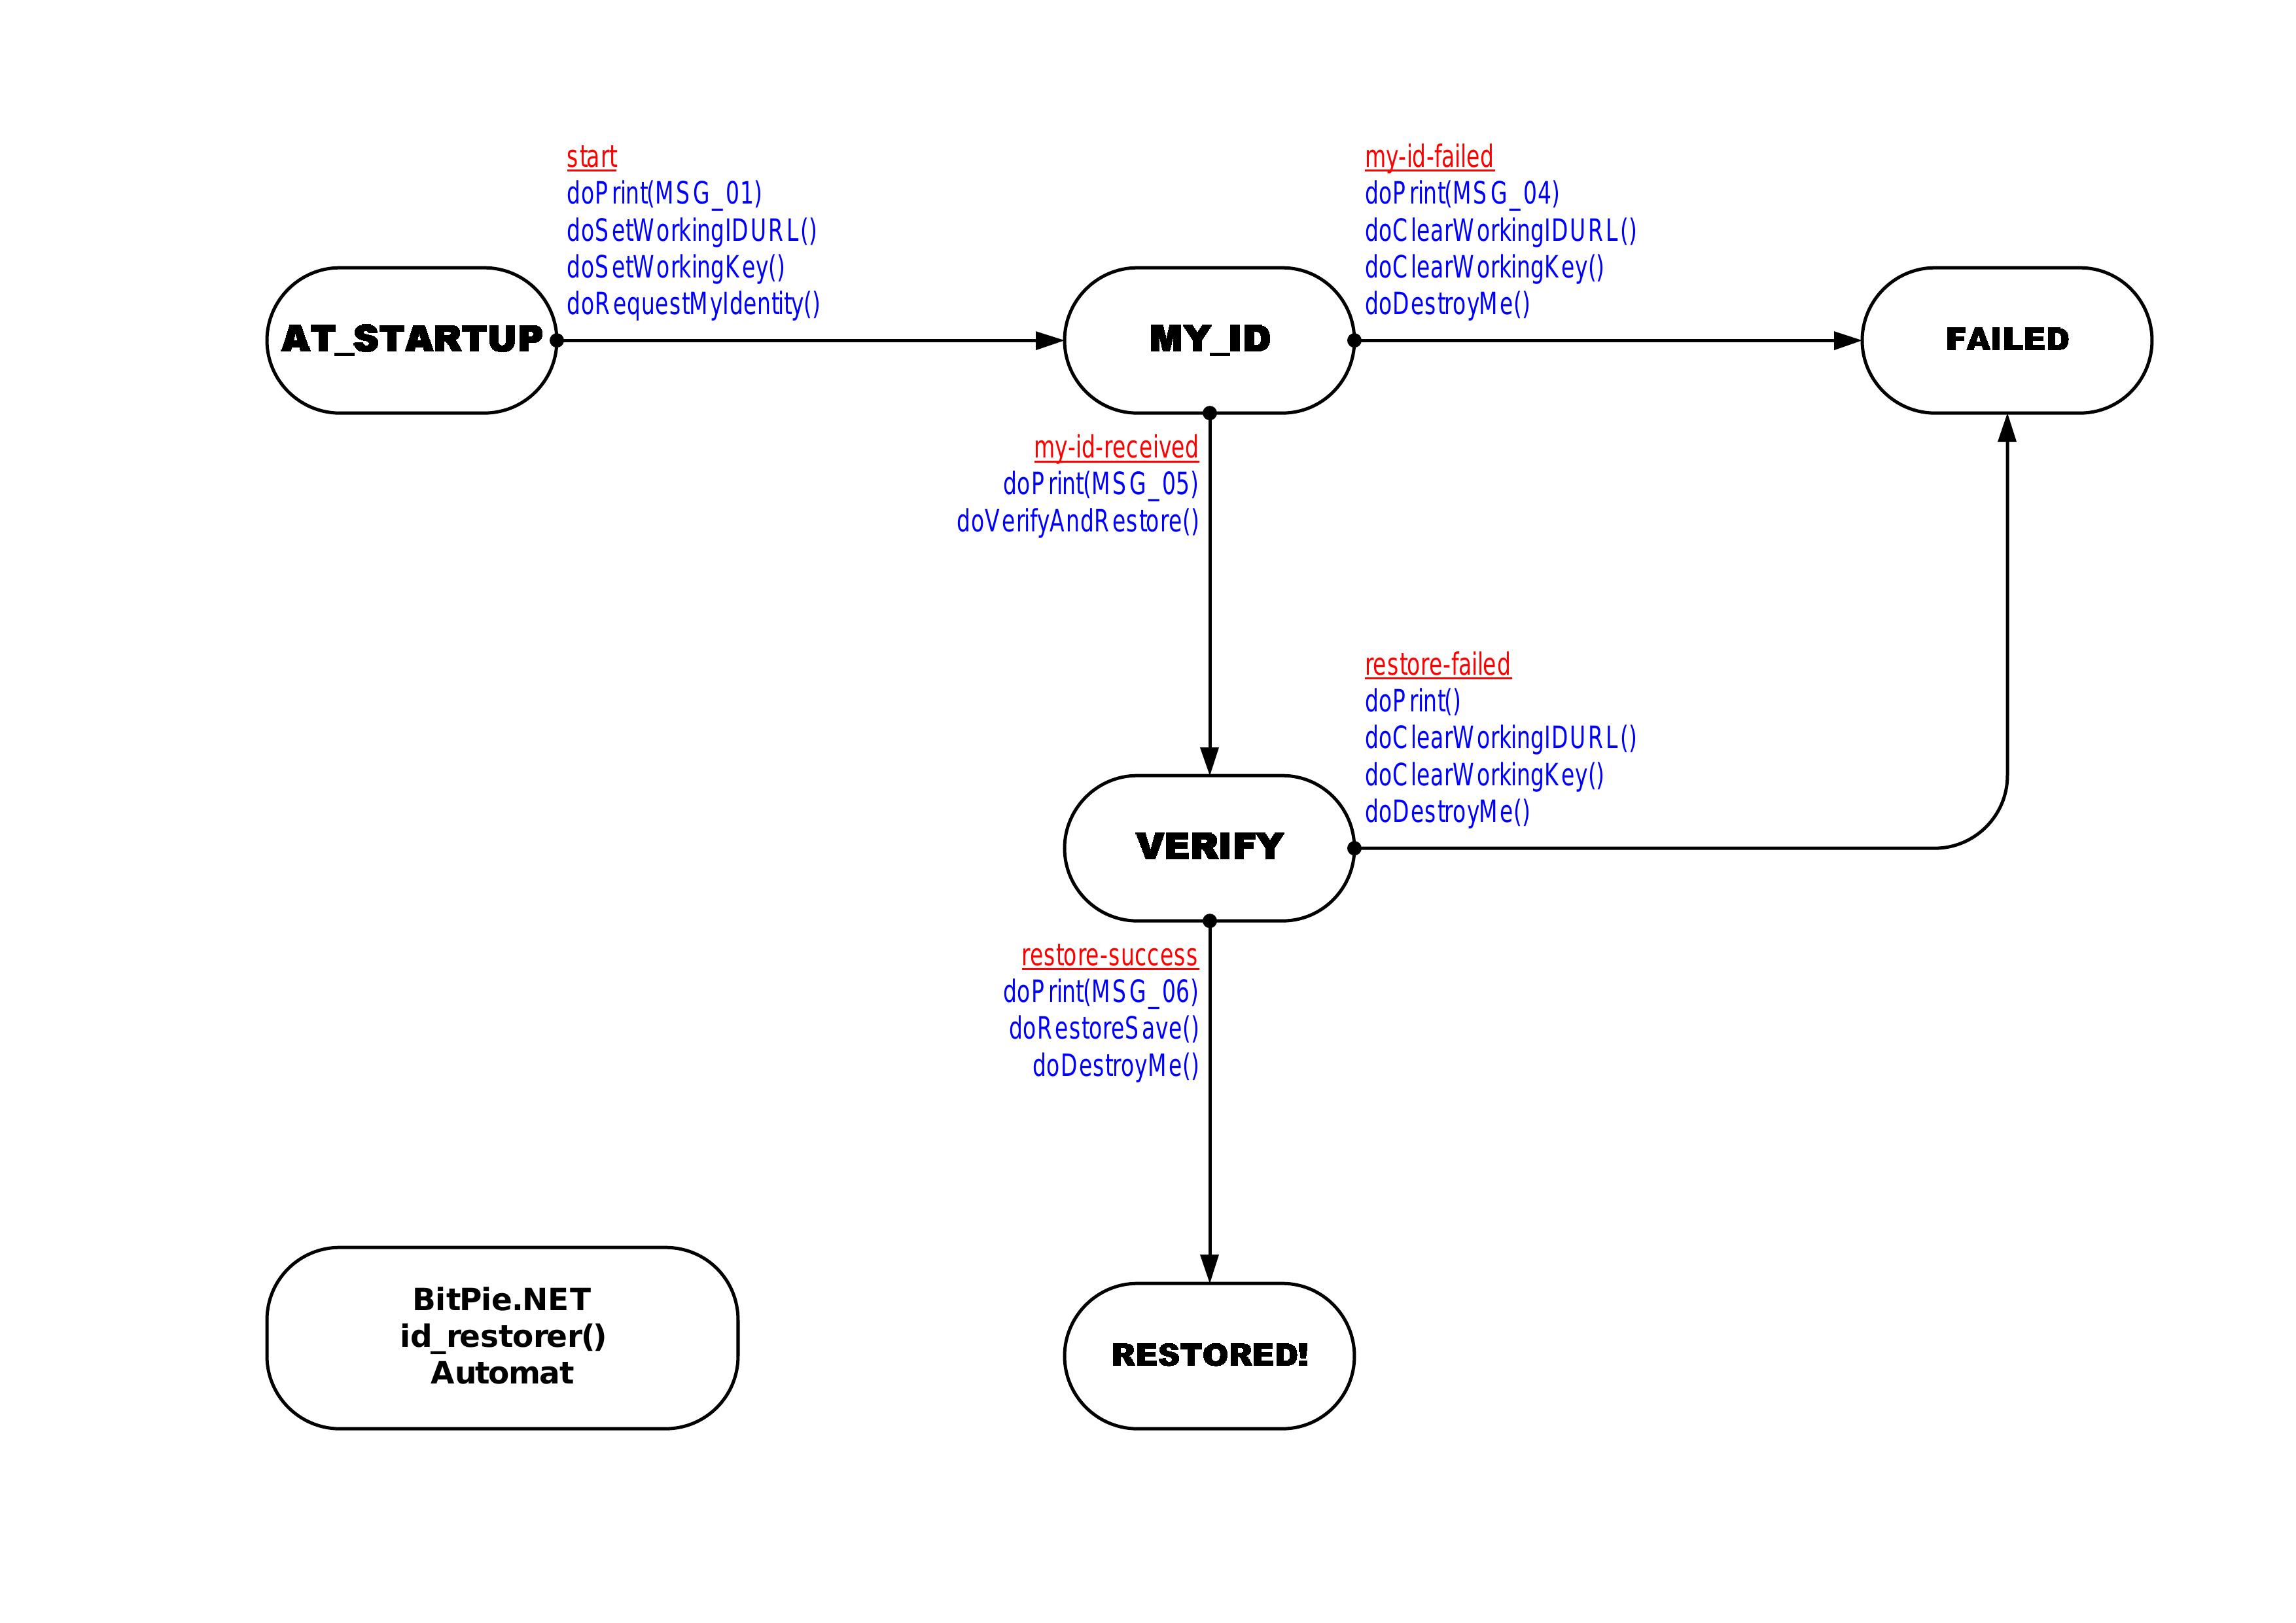 start
doPrint(MSG_01)
doSetWorkingIDURL()
doSetWorkingKey()
doRequestMyIdentity()
my-id-failed
doPrint(MSG_04)
doClearWorkingIDURL()
doClearWorkingKey()
doDestroyMe()
AT_STARTUP
MY_ID
FAILED
my-id-received
doPrint(MSG_05)
doVerifyAndRestore()
restore-failed
doPrint()
doClearWorkingIDURL()
doClearWorkingKey()
doDestroyMe()
VERIFY
restore-success
doPrint(MSG_06)
doRestoreSave()
doDestroyMe()
BitPie.NET
id_restorer()
Automat
RESTORED!